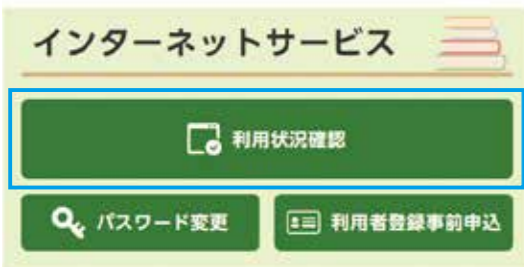 インターネットサービス
利用状況確認
パスワード変更
利用者登録事前申込